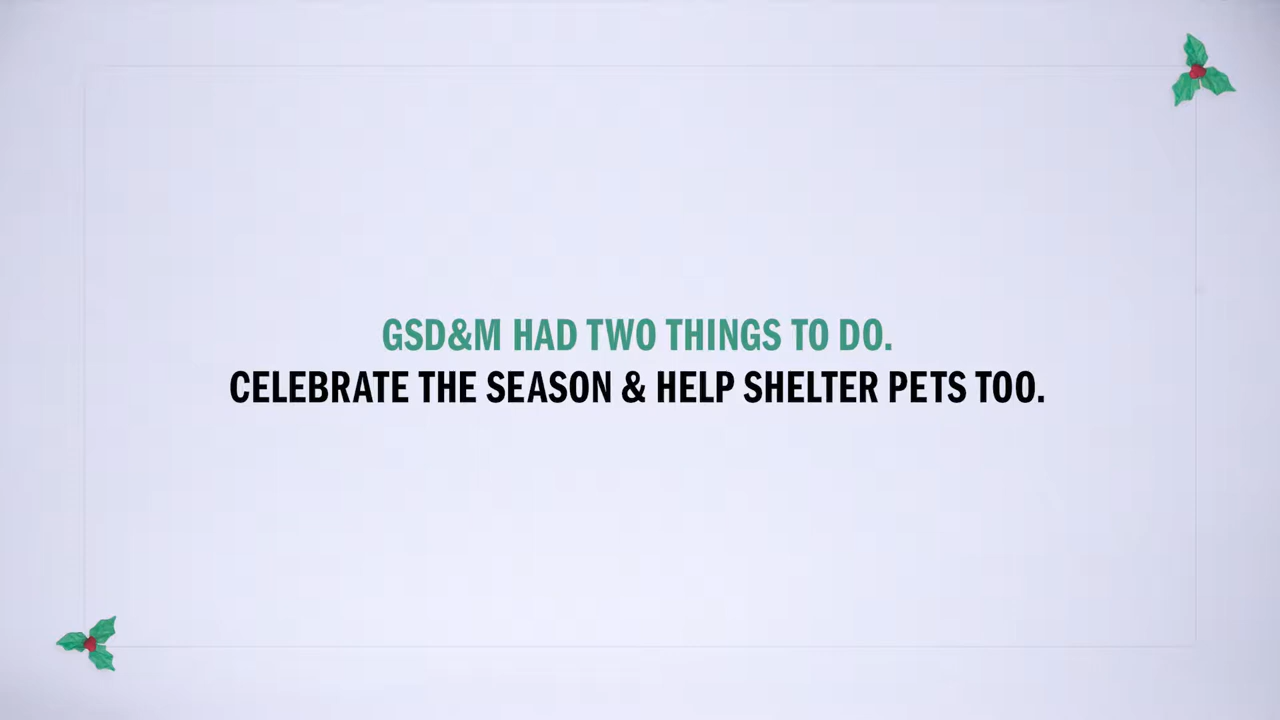 GSD&M HAD TWO THINGS TO DO.
CELEBRATE THE SEASON & HELP SHELTER PETS TOO.